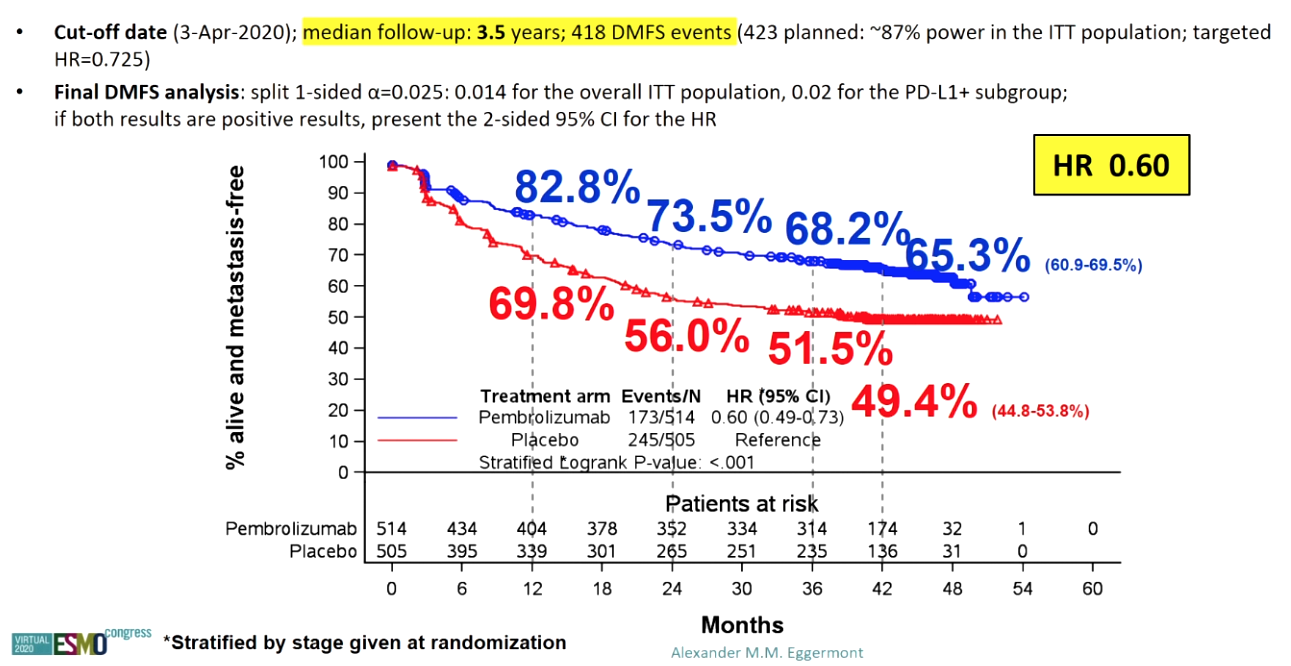 • Cut-off date (3-Apr-2020); median follow-up: 3.5 years; 418 DMFS events (423 planned: ~87% power in the ITT population; targeted
HR=0.725)
• Final DMFS analysis: split 1-sided α=0.025: 0.014 for the overall ITT population, 0.02 for the PD-L1+ subgroup;
if both results are positive results, present the 2-sided 95% CI for the HR
HR 0.60
% alive and metastasis-free
100
90
80
70
60
50
40
30
20
10
0
82.8%
73.5%
68.2%
65.3% (60.9-69.5%)
69.8%
56.0%
51.5%
49.4% (44.8-53.8%)
Treatment arm Events/N HR (*95% CI)
Pembrolizumab 173/514 0.60 (0.49-0.73)
Placebo 245/505 Reference
Stratified *Logrank P-value: <.001
Patients at risk
Pembrolizumab 514 434 404 378 352 334 314 174 32 1 0
Placebo 505 395 339 301 265 251 235 136 31 0
0 6 12 18 24 30 36 42 48 54 60
Months
VIRTUAL
2020
ESMO congress
*Stratified by stage given at randomization
Alexander M.M. Eggermont